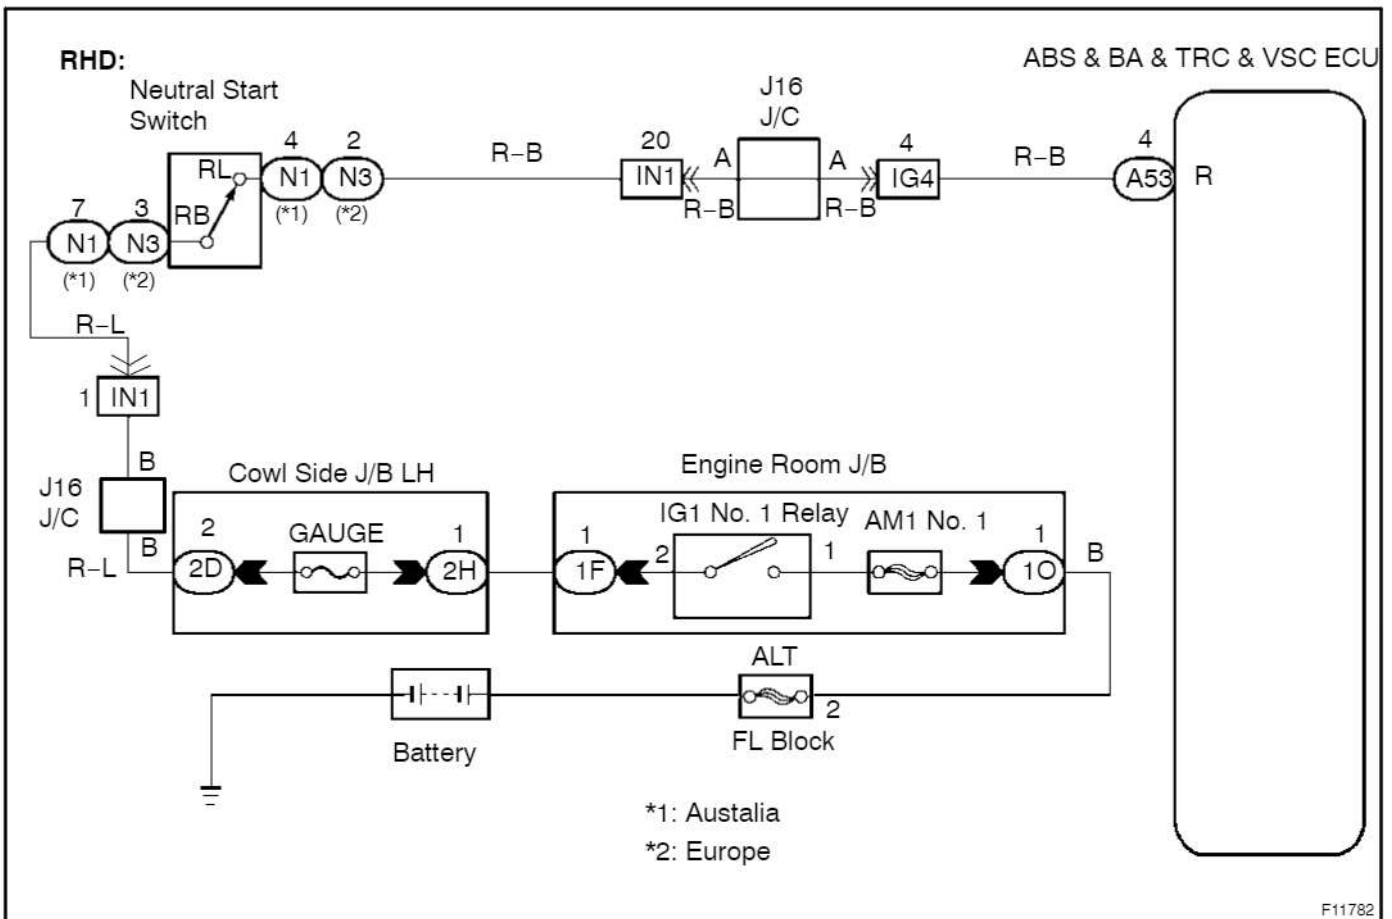 RHD:
ABS & BA & TRC & VSC ECU
Neutral Start
Switch
J16
J/C
4
2
R–B
20
A
A
4
R–B
4
RL
N1
N3
IN1
IG4
A53
R
(*1)
(*2)
R–B
R–B
7
3
RB
N1
N3
(*1)
(*2)
R–L
1
IN1
B
J16
J/C
B
R–L
Cowl Side J/B LH
2
GAUGE
1
2D
2H
Engine Room J/B
IG1 No. 1 Relay
AM1 No. 1
1
2
1
1
B
1F
1O
ALT
2
FL Block
Battery
*1: Austalia
*2: Europe
F11782